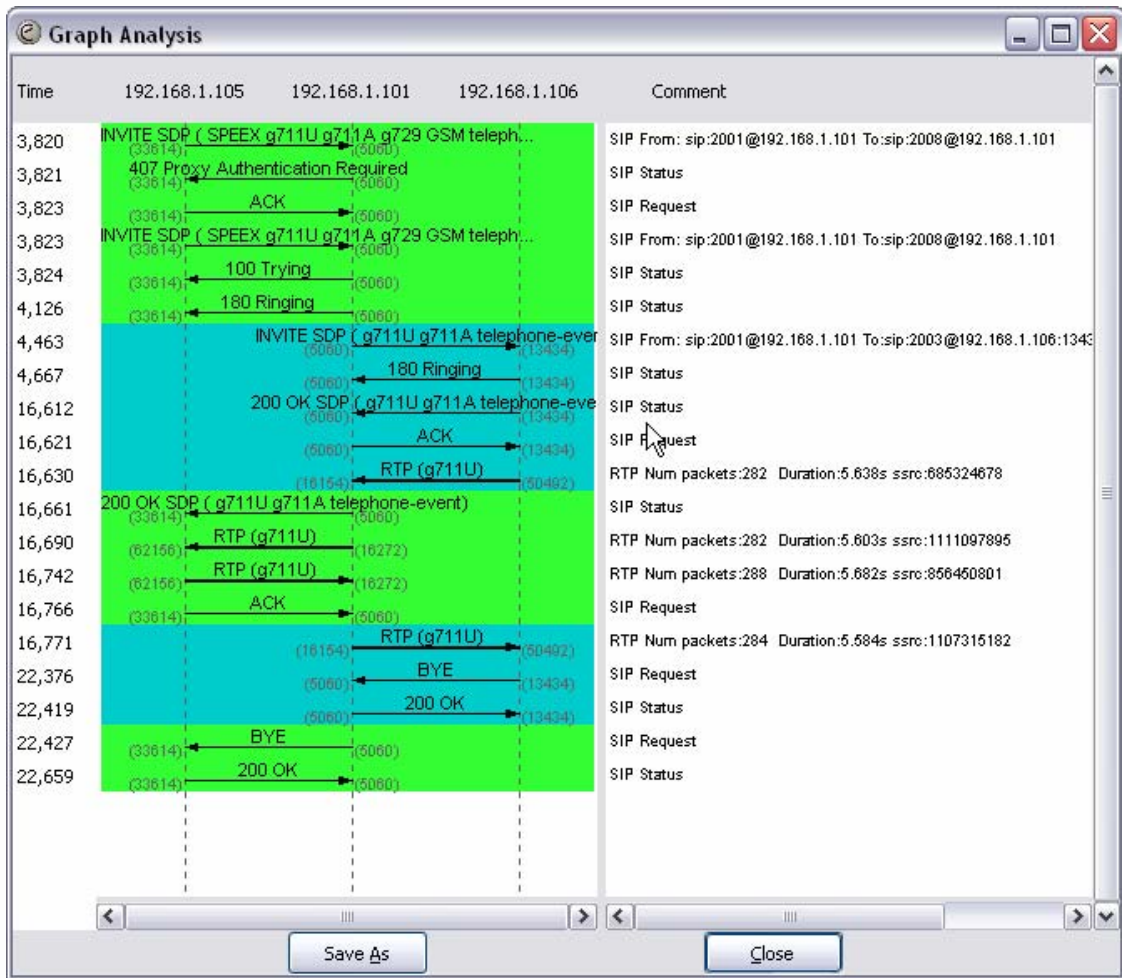 Graph Analysis
Time 192.168.1.105 192.168.1.101 192.168.1.106 Comment
3,820 INVITE SDP ( SPEEX g711U g711A g729 GSM teleph... SIP From: sip:2001@192.168.1.101 To:sip:2008@192.168.1.101
(33614) (5060)
3,821 407 Proxy Authentication Required SIP Status
(33614) (5060)
3,823 ACK SIP Request
(33614) (5060)
3,823 INVITE SDP ( SPEEX g711U g711A g729 GSM teleph... SIP From: sip:2001@192.168.1.101 To:sip:2008@192.168.1.101
(33614) (5060)
3,824 100 Trying SIP Status
(33614) (5060)
4,126 180 Ringing SIP Status
(33614) (5060)
4,463 INVITE SDP ( g711U g711A telephone-ever SIP From: sip:2001@192.168.1.101 To:sip:2003@192.168.1.106:1343
(5060) (13434)
4,667 180 Ringing SIP Status
(5060) (13434)
16,612 200 OK SDP ( g711U g711A telephone-eve SIP Status
(5060) (13434)
16,621 ACK SIP Request
(5060) (13434)
16,630 RTP (g711U) RTP Num packets:282 Duration:5.638s ssrc:685324678
(16154) (50492)
16,661 200 OK SDP ( g711U g711A telephone-event) SIP Status
(33614) (5060)
16,690 RTP (g711U) RTP Num packets:282 Duration:5.603s ssrc:1111097895
(62156) (16272)
16,742 RTP (g711U) RTP Num packets:288 Duration:5.682s ssrc:856450801
(62156) (16272)
16,766 ACK SIP Request
(33614) (5060)
16,771 RTP (g711U) RTP Num packets:284 Duration:5.584s ssrc:1107315182
(16154) (50492)
22,376 BYE SIP Request
(5060) (13434)
22,419 200 OK SIP Status
(5060) (13434)
22,427 BYE SIP Request
(33614) (5060)
22,659 200 OK SIP Status
(33614) (5060)
Save As Close